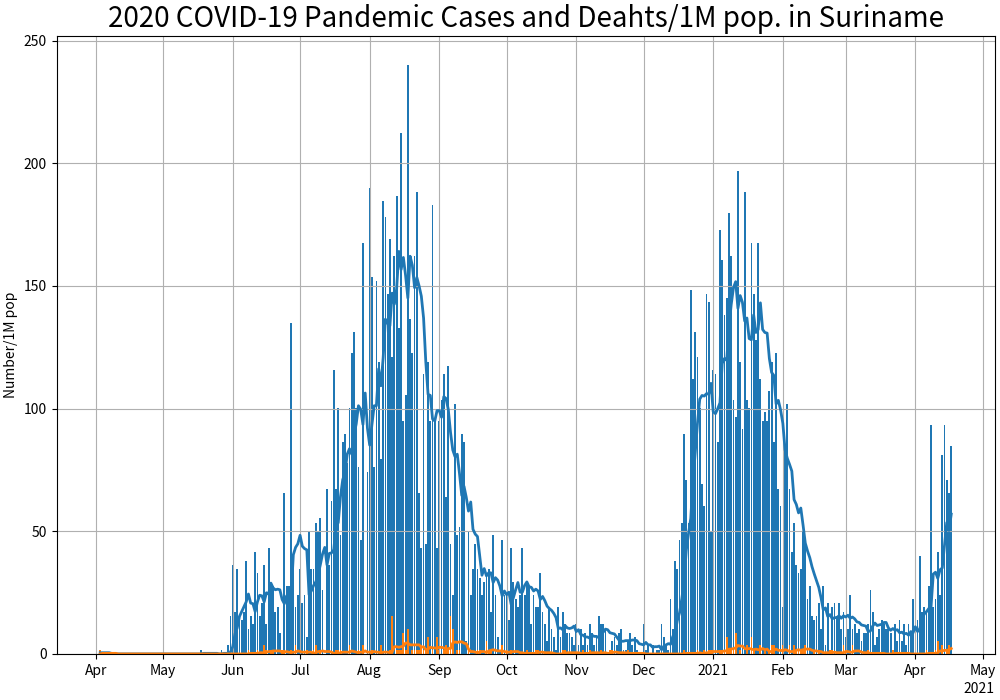 2020 COVID-19 Pandemic Cases and Deahts/1M pop. in Suriname
Number/1M pop
250
200
150
100
50
0
Apr May Jun Jul Aug Sep Oct Nov Dec 2021 Feb Mar Apr May
2021